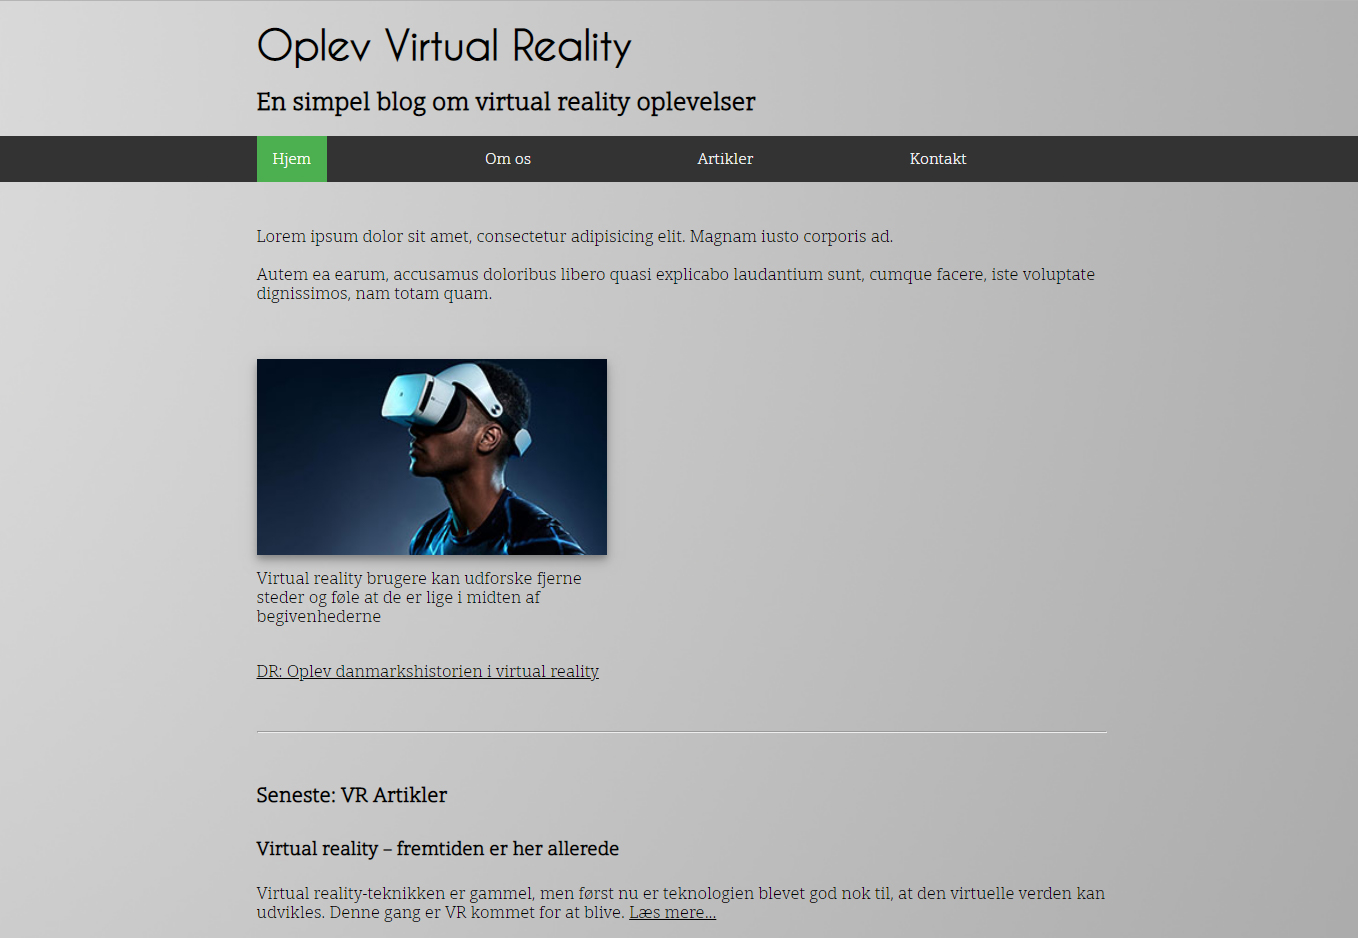 Oplev Virtual Reality
En simpel blog om virtual reality oplevelser
Hjem Om os Artikler Kontakt
Lorem ipsum dolor sit amet, consectetur adipisicing elit. Magnam iusto corporis ad.
Autem ea earum, accusamus doloribus libero quasi explicabo laudantium sunt, cumque facere, iste voluptate
dignissimos, nam totam quam.
Virtual reality brugere kan udforske fjerne
steder og føle at de er lige i midten af
begivenhederne
DR: Oplev danmarkshistorien i virtual reality
Seneste: VR Artikler
Virtual reality – fremtiden er her allerede
Virtual reality-teknikken er gammel, men først nu er teknologien blevet god nok til, at den virtuelle verden kan
udvikles. Denne gang er VR kommet for at blive. Læs mere...